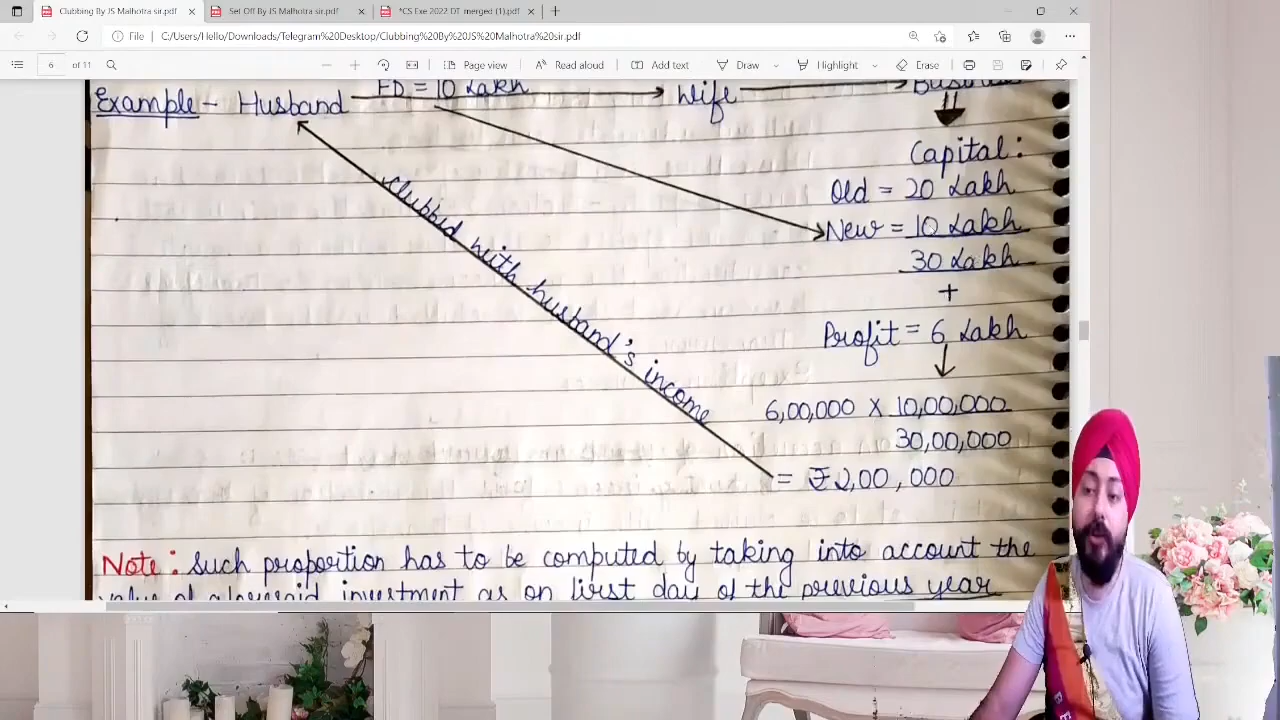 Clubbing By JS Malhotra sir.pdf
Set Off By JS Malhotra sir.pdf
*CS Exe 2022 DT merged (1).pdf
File
C:/Users/Hello/Downloads/Telegram%20Desktop/Clubbing%20By%20JS%20Malhotra%20sir.pdf
6 of 11
Page view
Read aloud
Add text
Draw
Highlight
Erase
Example - Husband FD = 10 Lakh Wife
Capital:
Old = 20 Lakh
New = 10 Lakh
30 Lakh
+
Profit = 6 Lakh
6,00,000 X 10,00,000
30,00,000
= ₹2,00,000
Clubbid with husband's income
Note: Such proportion has to be computed by taking into account the
value of aforesaid investment as on first day of the previous year